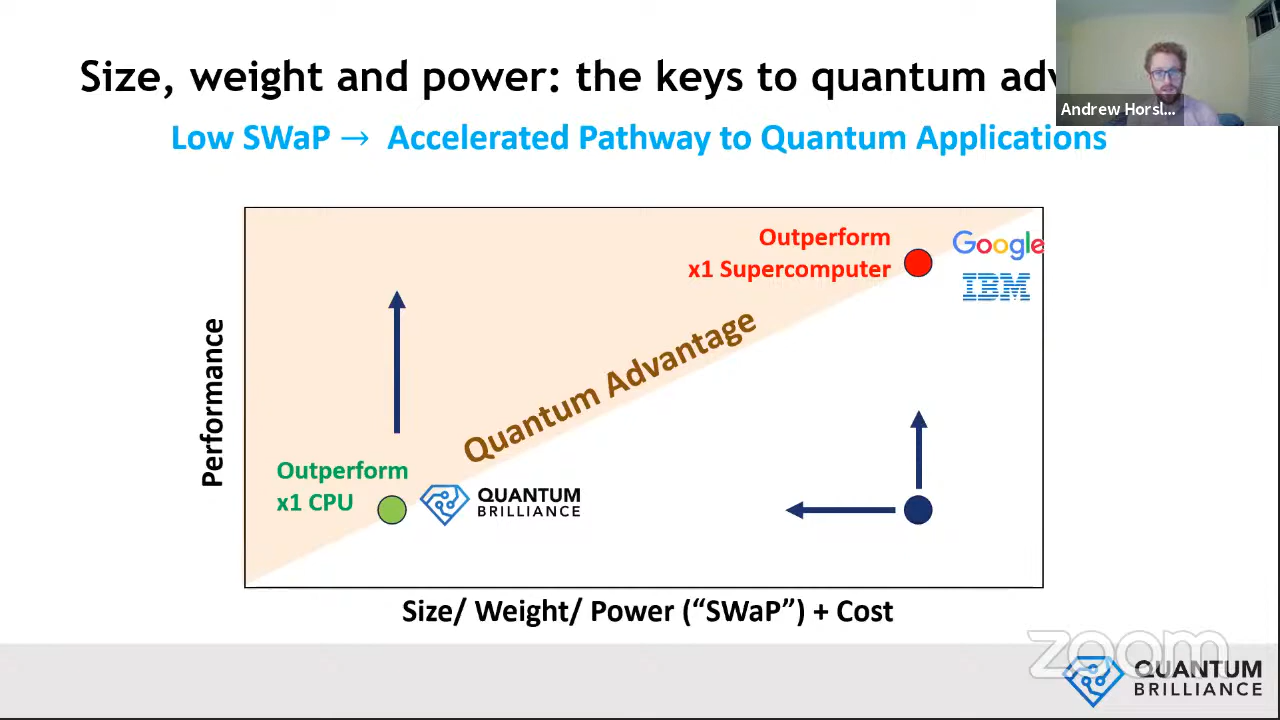 Size, weight and power: the keys to quantum adv
Andrew Horsl...
Low SWaP → Accelerated Pathway to Quantum Applications
Outperform
x1 Supercomputer
Google
IBM
Quantum Advantage
Performance
Outperform
x1 CPU
QUANTUM
BRILLIANCE
Size/ Weight/ Power (“SWaP”) + Cost
zoom
QUANTUM
BRILLIANCE